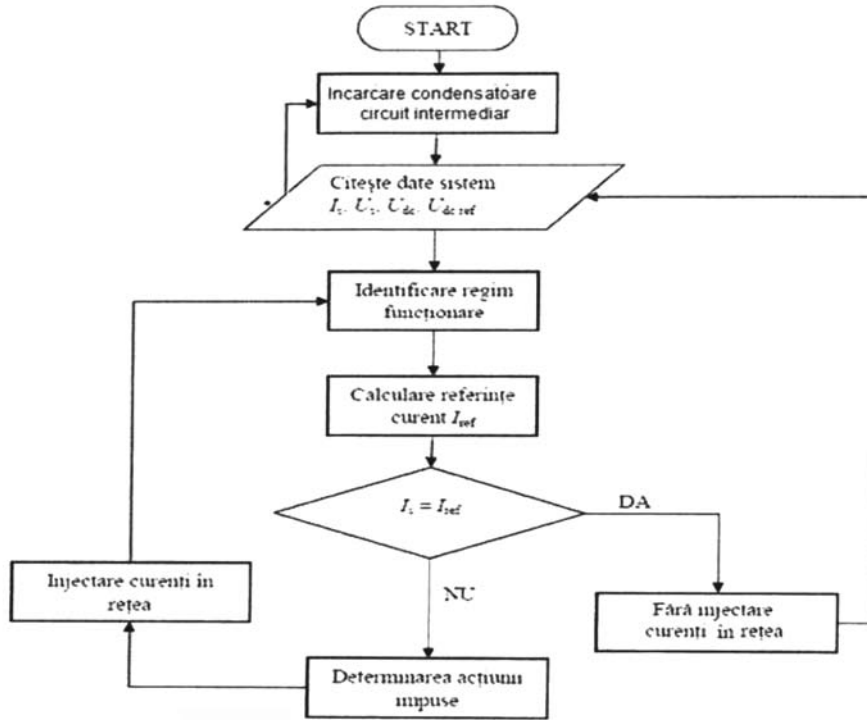 START
Incarcare condensatoare
circuit intermediar
Citește date sistem
Is, Us, Udc, Udc ref
Identificare regim
funcționare
Calculare referințe
curent Iref
Is = Iref
DA
NU
Injectare curenți în
rețea
Fără injectare
curenți în rețea
Determinarea acțiunii
impuse